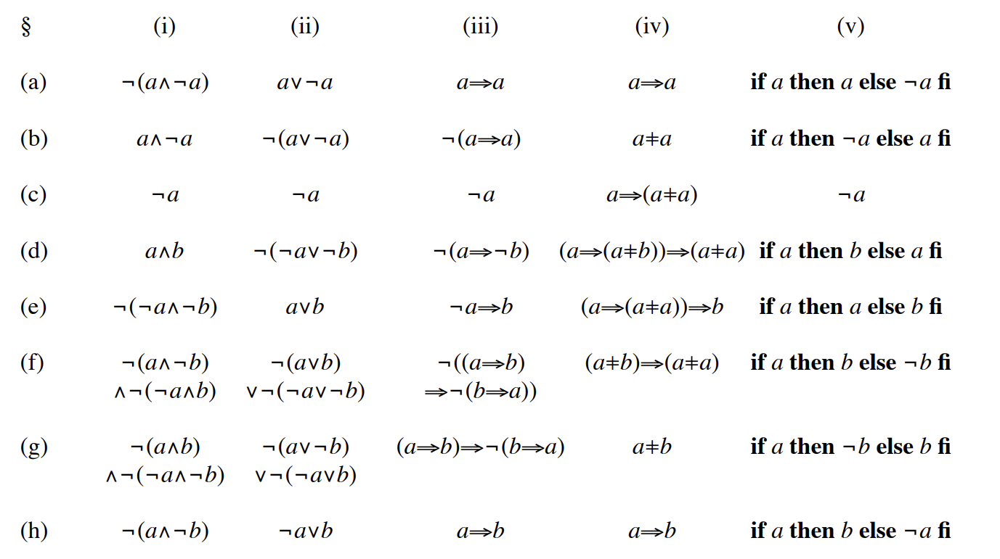 § (i) (ii) (iii) (iv) (v)
(a) ¬(a∧¬a) a∨¬a a⇒a a⇒a if a then a else ¬a fi
(b) a∧¬a ¬(a∨¬a) ¬(a⇒a) a⧧a if a then ¬a else a fi
(c) ¬a ¬a ¬a a⇒(a⧧a) ¬a
(d) a∧b ¬(¬a∨¬b) ¬(a⇒¬b) (a⇒(a⧧b))⇒(a⧧a) if a then b else a fi
(e) ¬(¬a∧¬b) a∨b ¬a⇒b (a⇒(a⧧a))⇒b if a then a else b fi
(f) ¬(a∧¬b) ¬(a∨b) ¬((a⇒b) (a⧧b)⇒(a⧧a) if a then b else ¬b fi
∧¬(¬a∧b) ∨¬(¬a∨¬b) ⇒¬(b⇒a))
(g) ¬(a∧b) ¬(a∨¬b) (a⇒b)⇒¬(b⇒a) a⧧b if a then ¬b else b fi
∧¬(¬a∧¬b) ∨¬(¬a∨b)
(h) ¬(a∧¬b) ¬a∨b a⇒b a⇒b if a then b else ¬a fi